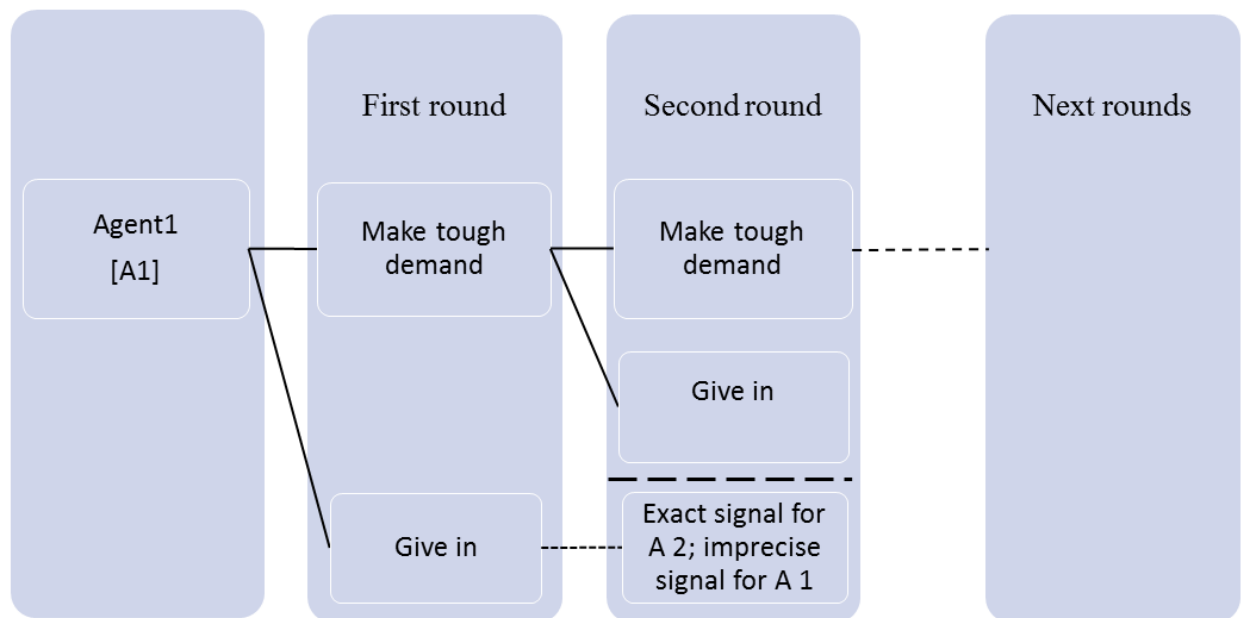 First round
Second round
Next rounds
Agent1
[A1]
Make tough
demand
Make tough
demand
Give in
Give in
Exact signal for
A 2; imprecise
signal for A 1